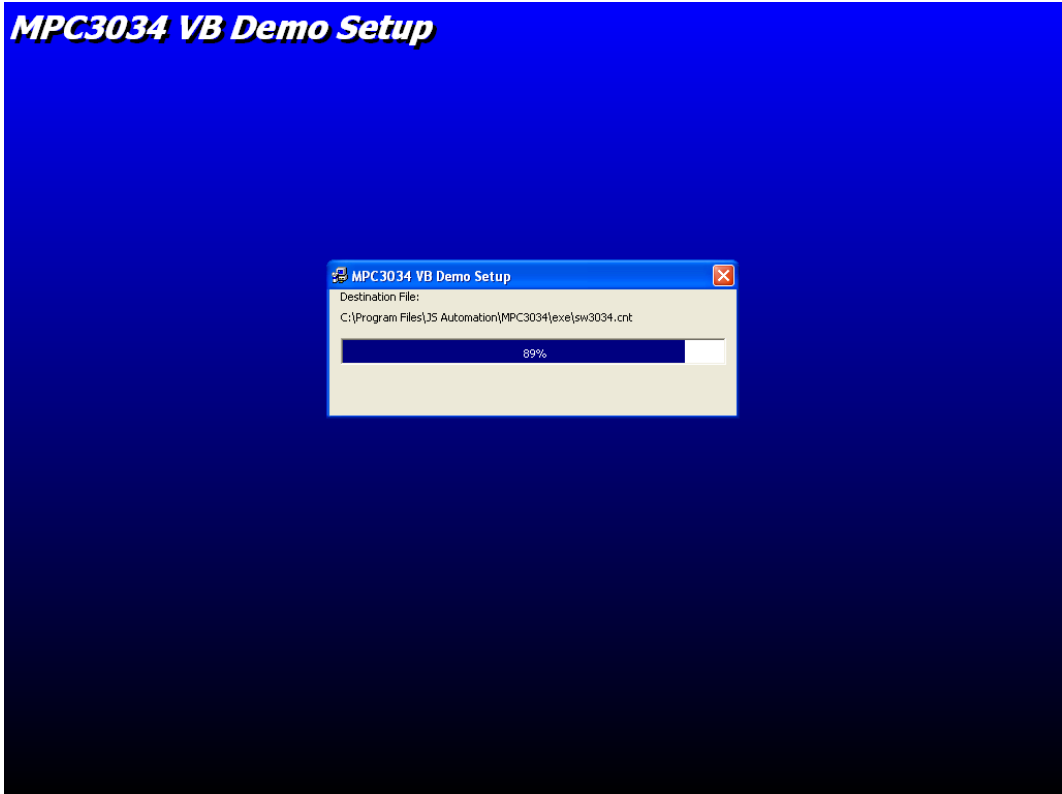 MPC3034 VB Demo Setup
MPC3034 VB Demo Setup
Destination File:
C:\Program Files\JS Automation\MPC3034\exe\sw3034.cnt
89%